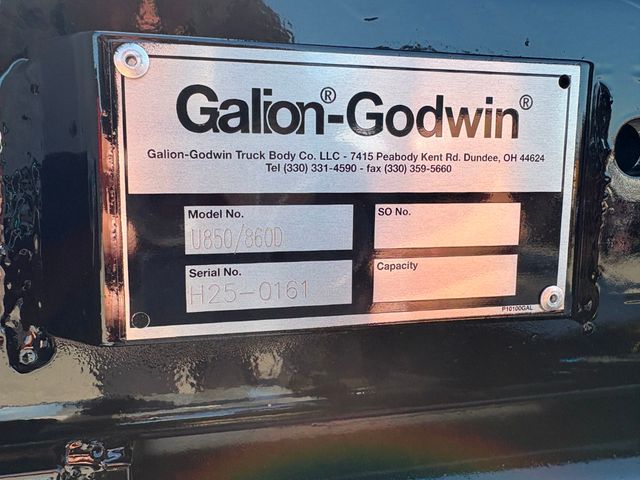 Galion®-Godwin®
Galion-Godwin Truck Body Co. LLC - 7415 Peabody Kent Rd. Dundee, OH 44624
Tel (330) 331-4590 - fax (330) 359-5660
Model No.
U850/860D
SO No.
Serial No.
H25-0161
Capacity
P10100GAL